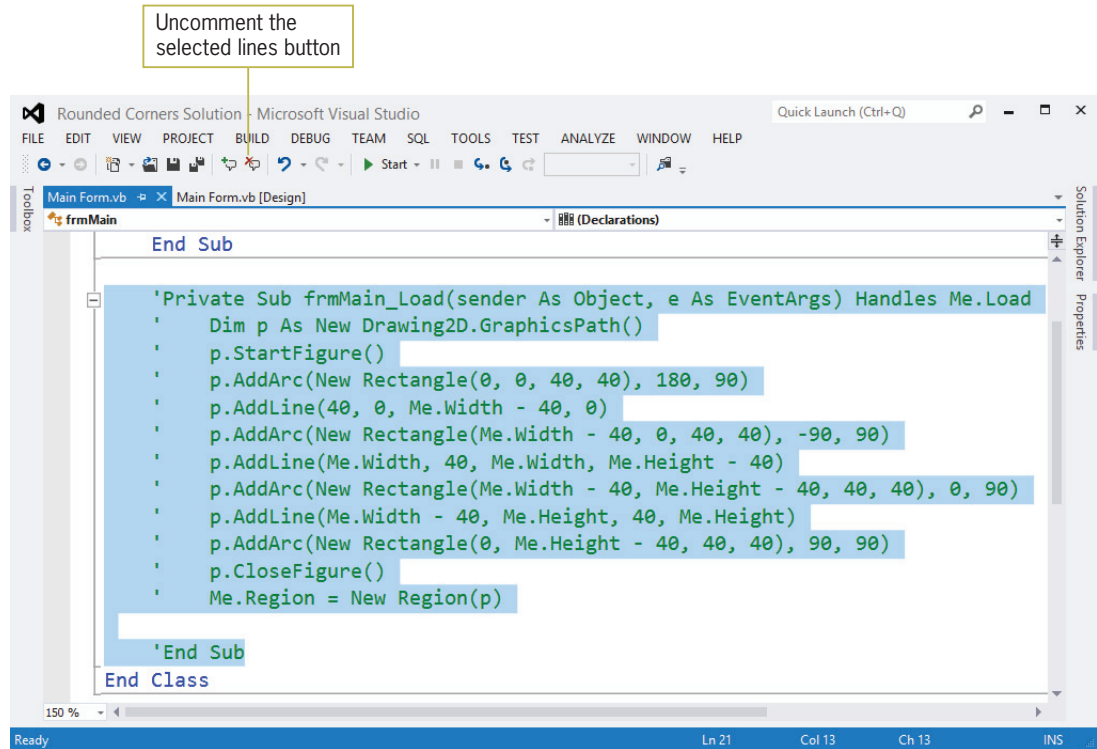 Uncomment the
selected lines button
Rounded Corners Solution - Microsoft Visual Studio
Quick Launch (Ctrl+Q)
FILE EDIT VIEW PROJECT BUILD DEBUG TEAM SQL TOOLS TEST ANALYZE WINDOW HELP
Start
Toolbox
Main Form.vb Main Form.vb [Design]
frmMain (Declarations)
Solution Explorer
Properties
End Sub
'Private Sub frmMain_Load(sender As Object, e As EventArgs) Handles Me.Load
'    Dim p As New Drawing2D.GraphicsPath()
'    p.StartFigure()
'    p.AddArc(New Rectangle(0, 0, 40, 40), 180, 90)
'    p.AddLine(40, 0, Me.Width - 40, 0)
'    p.AddArc(New Rectangle(Me.Width - 40, 0, 40, 40), -90, 90)
'    p.AddLine(Me.Width, 40, Me.Width, Me.Height - 40)
'    p.AddArc(New Rectangle(Me.Width - 40, Me.Height - 40, 40, 40), 0, 90)
'    p.AddLine(Me.Width - 40, Me.Height, 40, Me.Height)
'    p.AddArc(New Rectangle(0, Me.Height - 40, 40, 40), 90, 90)
'    p.CloseFigure()
'    Me.Region = New Region(p)
'End Sub
End Class
150 %
Ready Ln 21 Col 13 Ch 13 INS